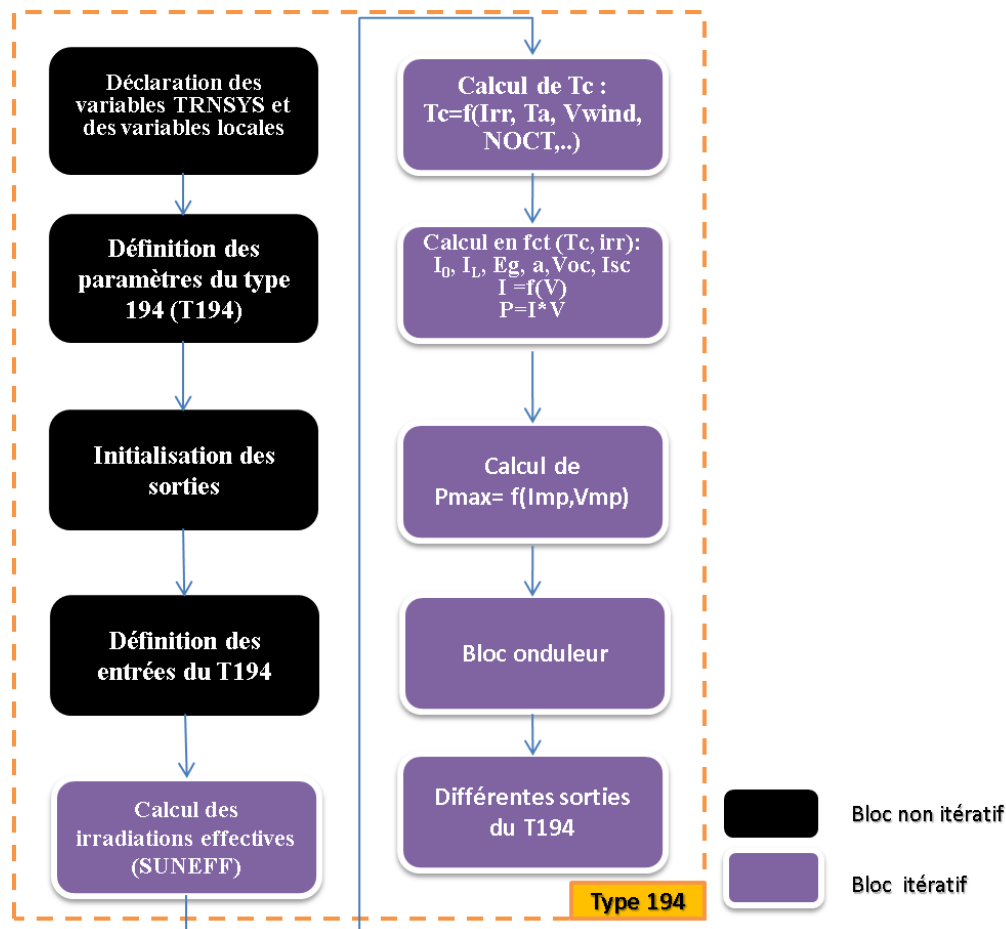 Déclaration des
variables TRNSYS et
des variables locales
Définition des
paramètres du type
194 (T194)
Initialisation des
sorties
Définition des
entrées du T194
Calcul des
irradiations effectives
(SUNEFF)
Calcul de Tc :
Tc=f(Irr, Ta, Vwind,
NOCT,..)
Calcul en fct (Tc, irr):
I₀, I_L, Eg, a,Voc, Isc
I =f(V)
P=I*V
Calcul de
Pmax= f(Imp,Vmp)
Bloc onduleur
Différentes sorties
du T194
Type 194
Bloc non itératif
Bloc itératif